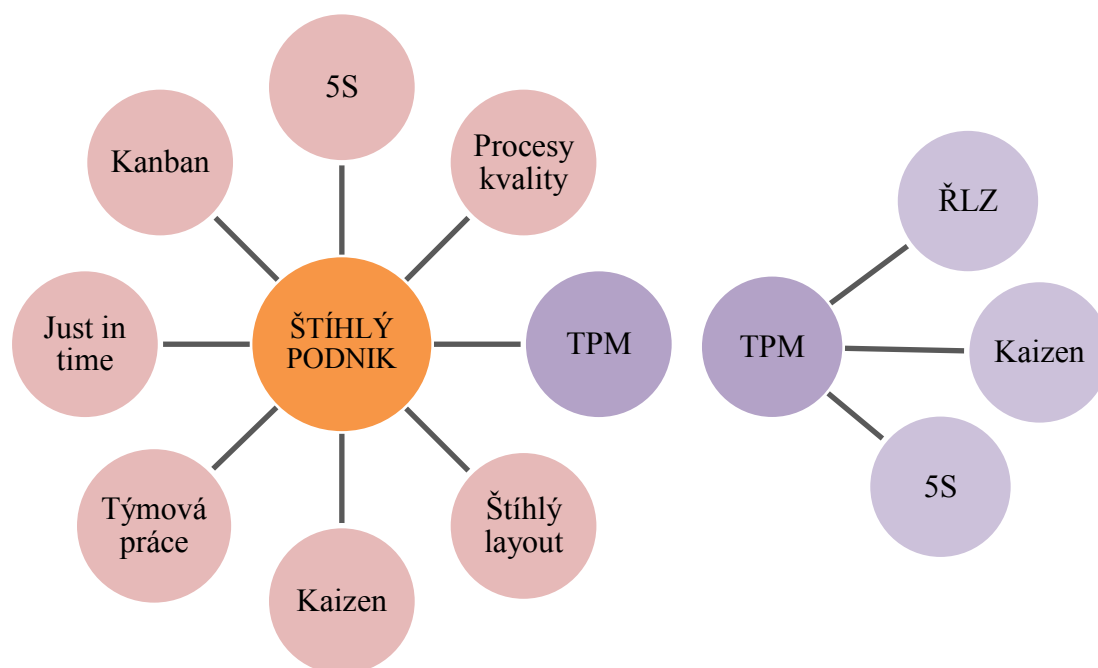 5S
Procesy
kvality
Kanban
ŠTÍHLÝ
PODNIK
TPM
Just in
time
Týmová
práce
Kaizen
Štíhlý
layout
ŘLZ
TPM
Kaizen
5S